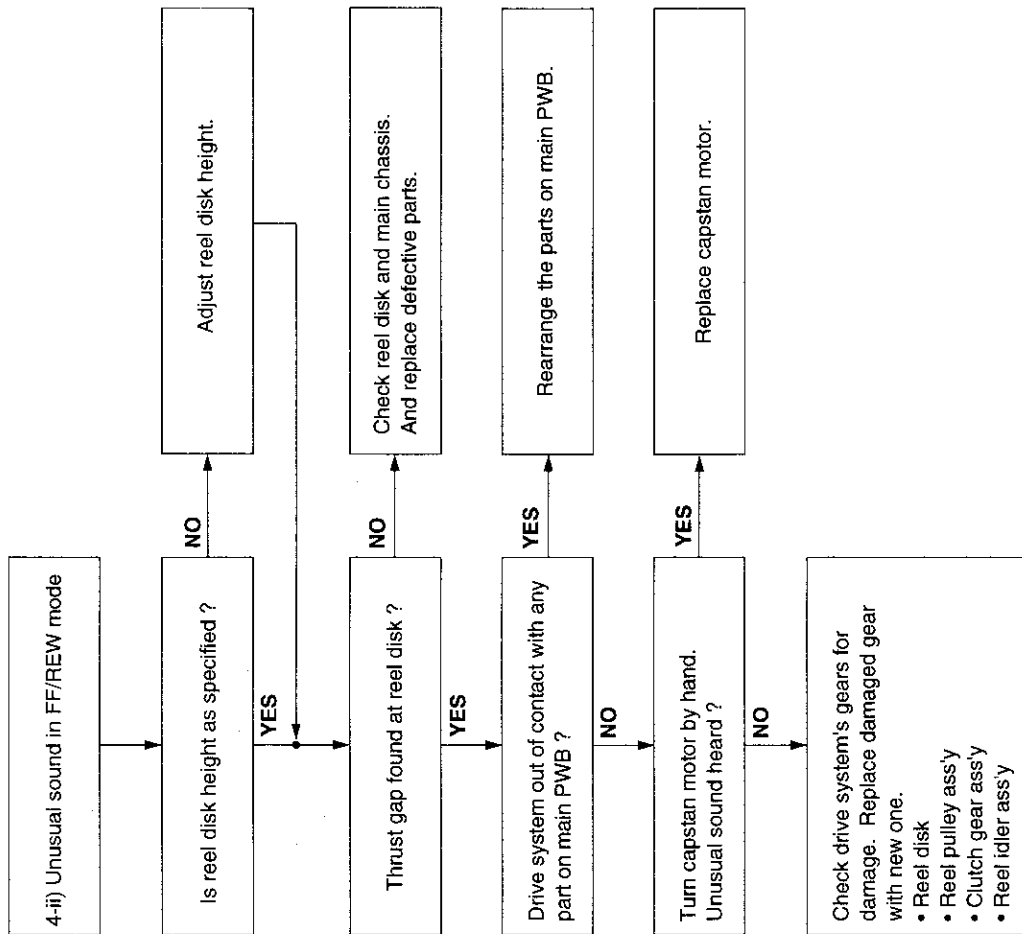 4-ii) Unusual sound in FF/REW mode
Is reel disk height as specified ?
NO
Adjust reel disk height.
YES
Thrust gap found at reel disk ?
NO
Check reel disk and main chassis.
And replace defective parts.
YES
Drive system out of contact with any
part on main PWB ?
YES
Rearrange the parts on main PWB.
NO
Turn capstan motor by hand.
Unusual sound heard ?
YES
Replace capstan motor.
NO
Check drive system's gears for
damage. Replace damaged gear
with new one.
• Reel disk
• Reel pulley ass'y
• Clutch gear ass'y
• Reel idler ass'y